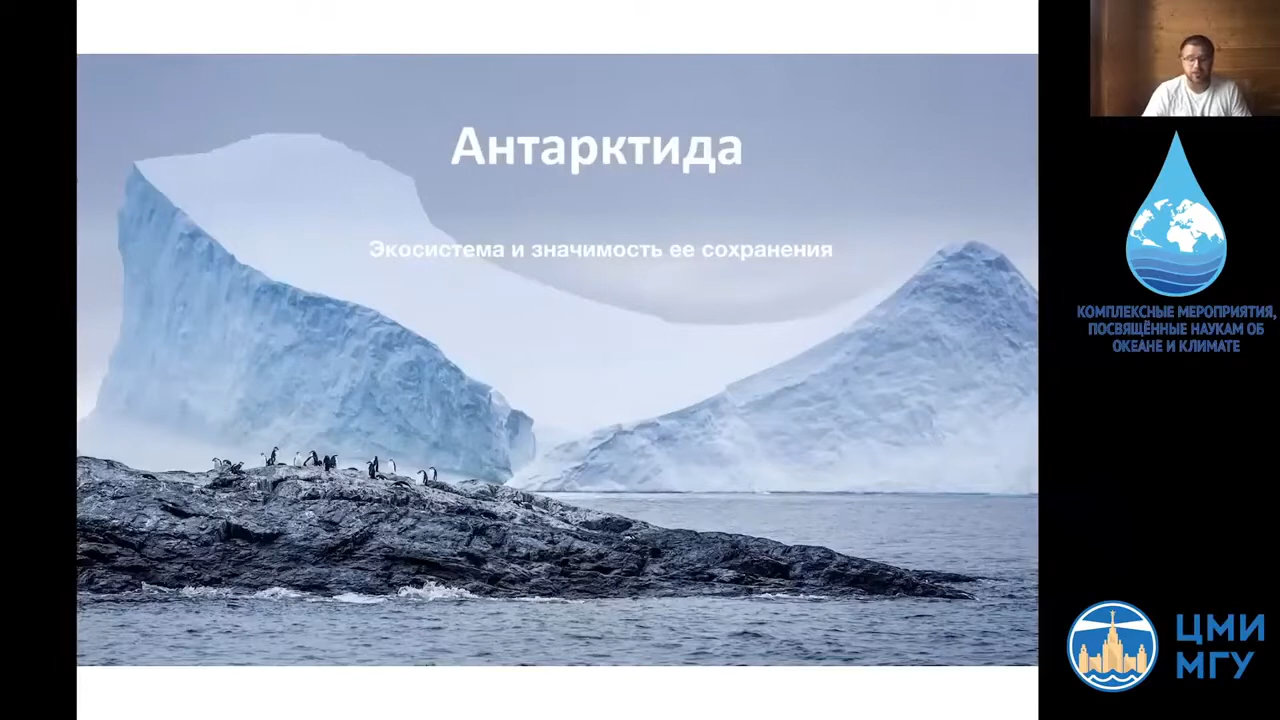 Антарктида
Экосистема и значимость ее сохранения
КОМПЛЕКСНЫЕ МЕРОПРИЯТИЯ,
ПОСВЯЩЁННЫЕ НАУКАМ ОБ
ОКЕАНЕ И КЛИМАТЕ
ЦМИ
МГУ